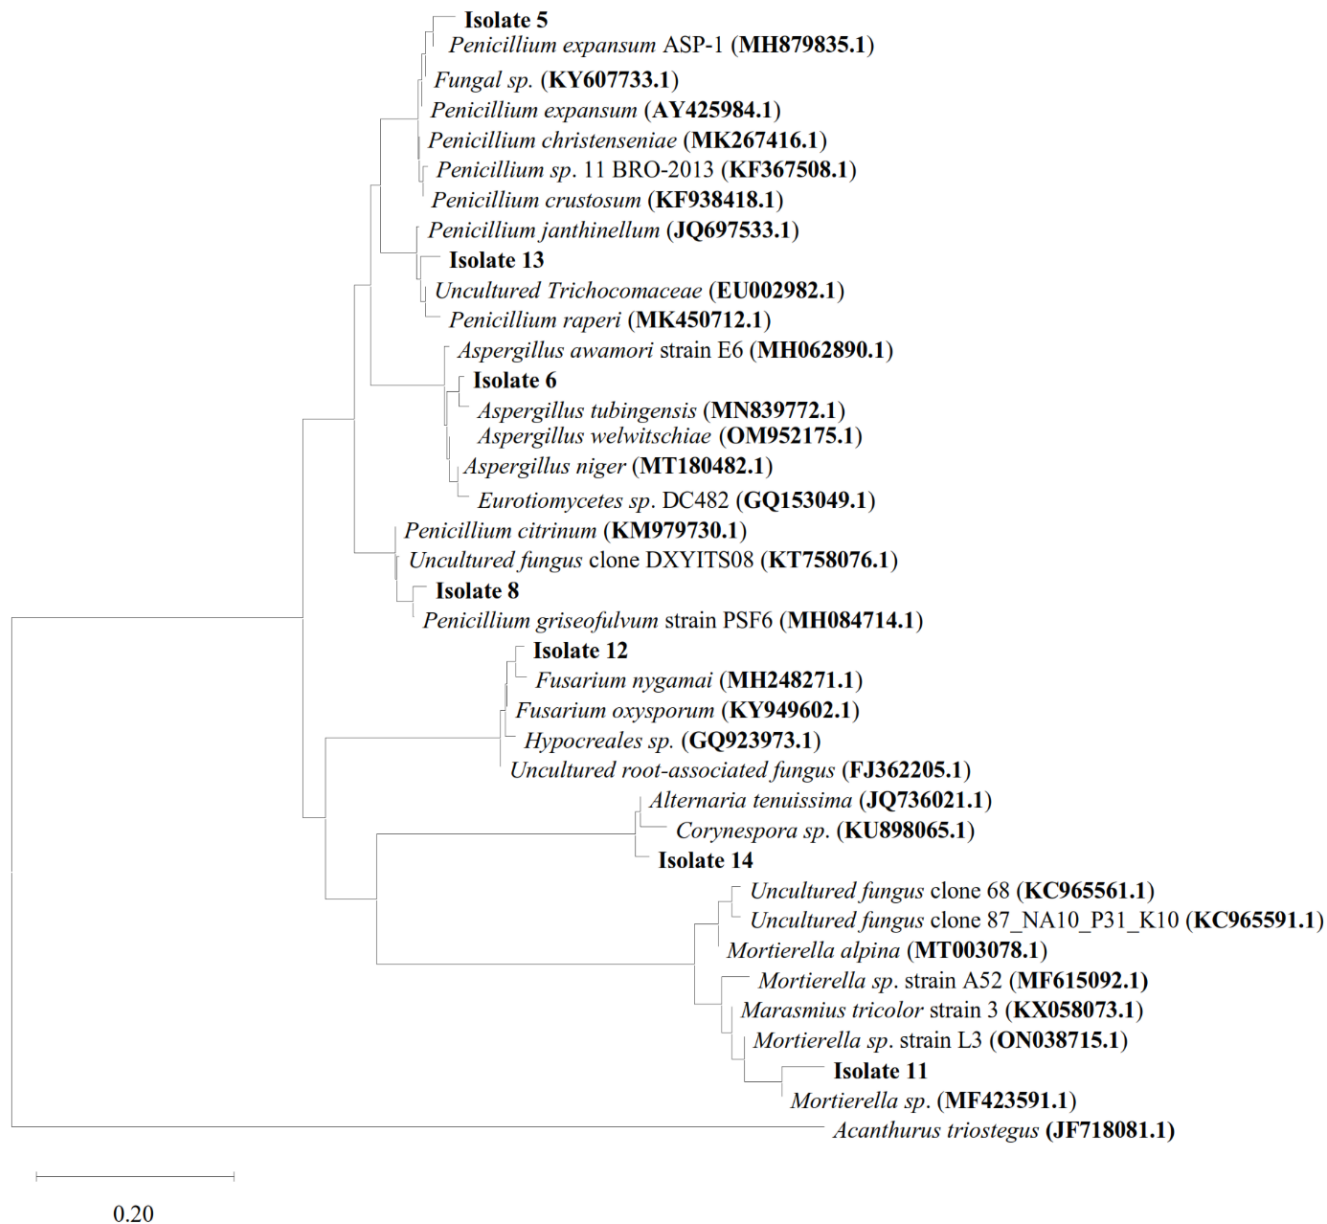 Isolate 5
Penicillium expansum ASP-1 (MH879835.1)
Fungal sp. (KY607733.1)
Penicillium expansum (AY425984.1)
Penicillium christenseniae (MK267416.1)
Penicillium sp. 11 BRO-2013 (KF367508.1)
Penicillium crustosum (KF938418.1)
Penicillium janthinellum (JQ697533.1)
Isolate 13
Uncultured Trichocomaceae (EU002982.1)
Penicillium raperi (MK450712.1)
Aspergillus awamori strain E6 (MH062890.1)
Isolate 6
Aspergillus tubingensis (MN839772.1)
Aspergillus welwitschiae (OM952175.1)
Aspergillus niger (MT180482.1)
Eurotiomycetes sp. DC482 (GQ153049.1)
Penicillium citrinum (KM979730.1)
Uncultured fungus clone DXYITS08 (KT758076.1)
Isolate 8
Penicillium griseofulvum strain PSF6 (MH084714.1)
Isolate 12
Fusarium nygamai (MH248271.1)
Fusarium oxysporum (KY949602.1)
Hypocreales sp. (GQ923973.1)
Uncultured root-associated fungus (FJ362205.1)
Alternaria tenuissima (JQ736021.1)
Corynespora sp. (KU898065.1)
Isolate 14
Uncultured fungus clone 68 (KC965561.1)
Uncultured fungus clone 87_NA10_P31_K10 (KC965591.1)
Mortierella alpina (MT003078.1)
Mortierella sp. strain A52 (MF615092.1)
Marasmius tricolor strain 3 (KX058073.1)
Mortierella sp. strain L3 (ON038715.1)
Isolate 11
Mortierella sp. (MF423591.1)
Acanthurus triostegus (JF718081.1)
0.20